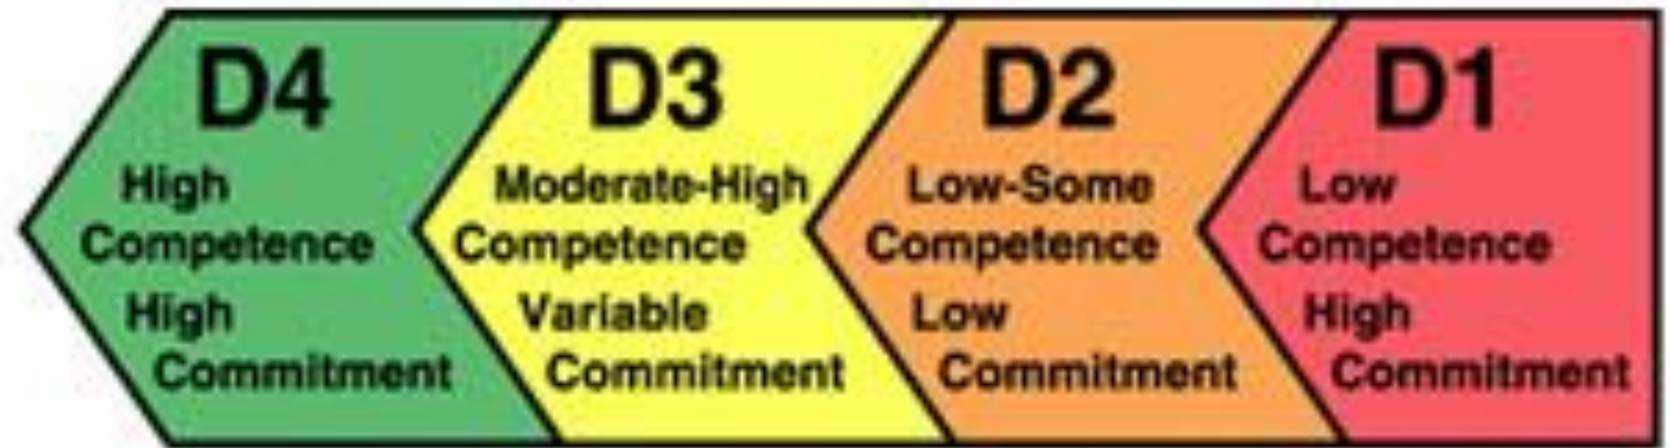 D4
High
Competence
High
Commitment
D3
Moderate-High
Competence
Variable
Commitment
D2
Low-Some
Competence
Low
Commitment
D1
Low
Competence
High
Commitment